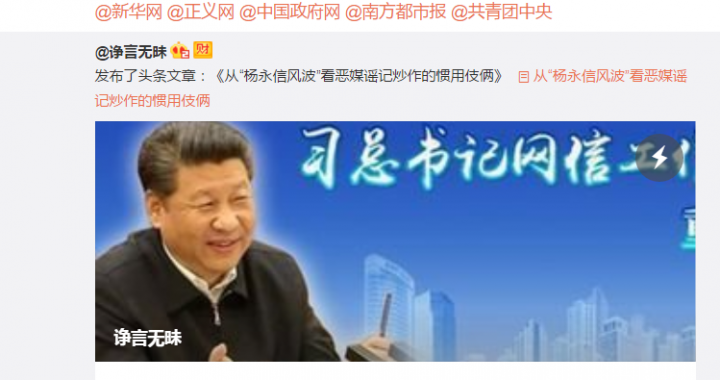 @新华网 @正义网 @中国政府网 @南方都市报 @共青团中央
@诤言无昧 财
发布了头条文章：《从“杨永信风波”看恶媒谣记炒作的惯用伎俩》 从“杨永信风波”看恶媒谣
记炒作的惯用伎俩
习总书记网信工作
诤言无昧